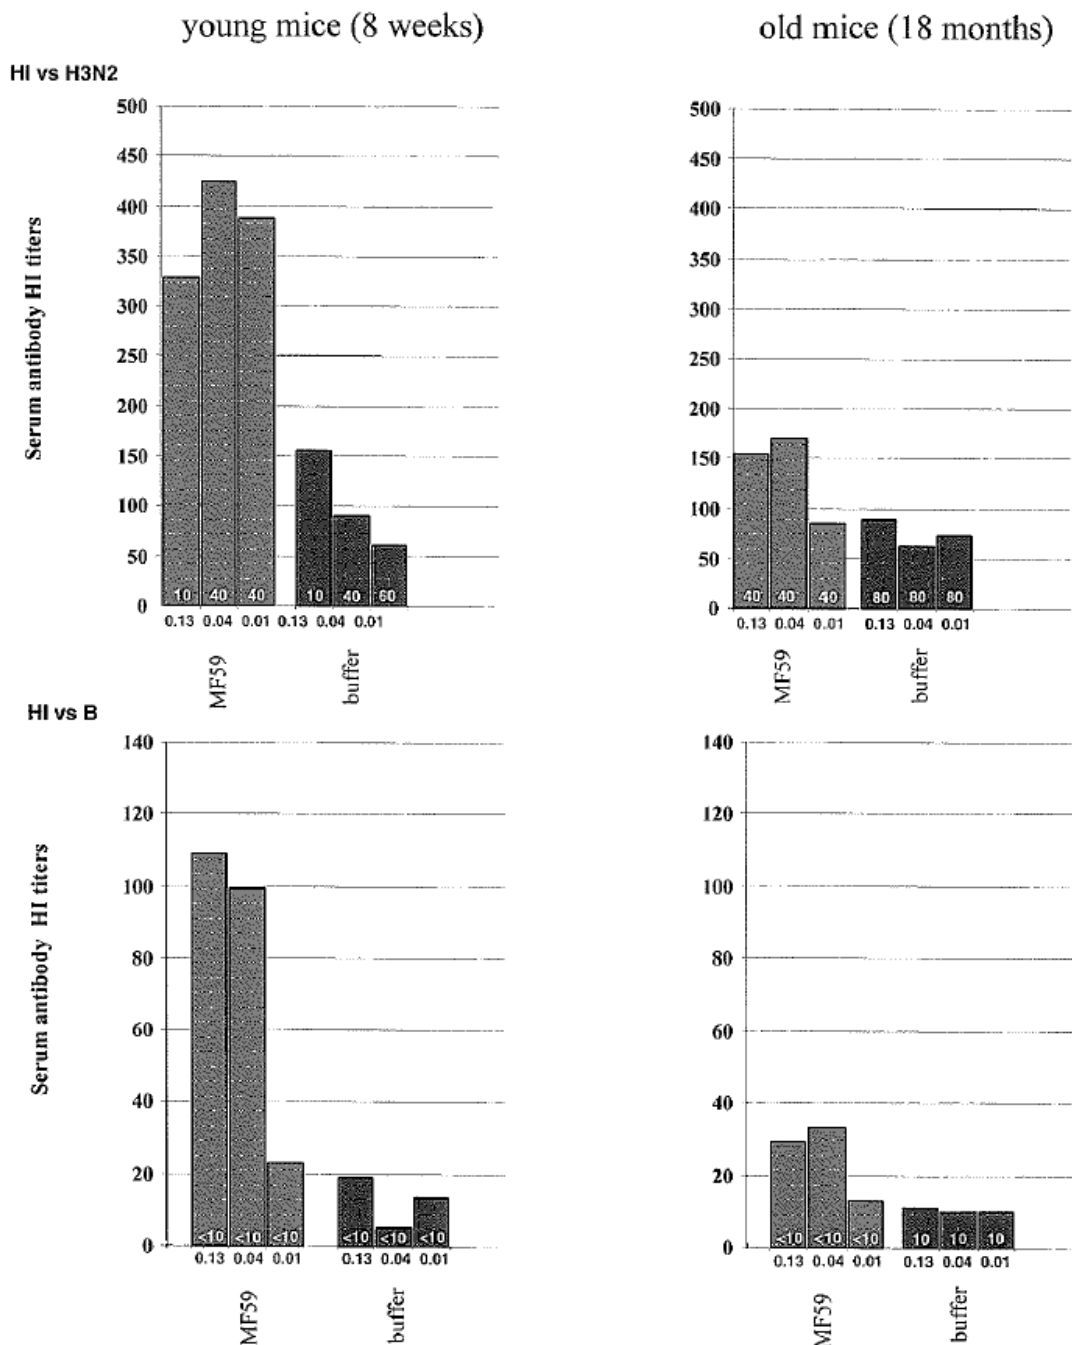 young mice (8 weeks)
old mice (18 months)
HI vs H3N2
Serum antibody HI titers
500
450
400
350
300
250
200
150
100
50
0
10 40 40 10 40 60
0.13 0.04 0.01 0.13 0.04 0.01
MF59
buffer
500
450
400
350
300
250
200
150
100
50
0
40 40 40 80 80 80
0.13 0.04 0.01 0.13 0.04 0.01
MF59
buffer
HI vs B
Serum antibody HI titers
140
120
100
80
60
40
20
0
<10 <10 <10 <10 <10 <10
0.13 0.04 0.01 0.13 0.04 0.01
MF59
buffer
140
120
100
80
60
40
20
0
<10 <10 <10 10 10 10
0.13 0.04 0.01 0.13 0.04 0.01
MF59
buffer